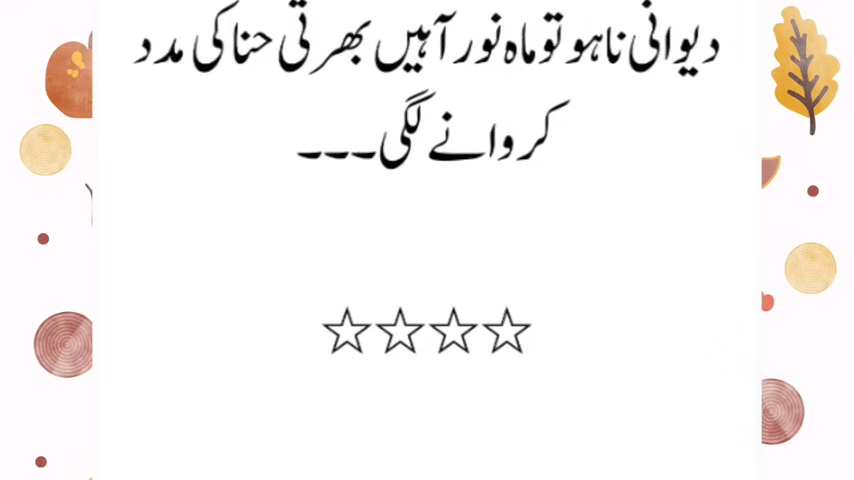 دیوانی ناہو تو ماہ نور آہیں بھرتی حنا کی مدد
کروانے لگی۔۔۔
☆☆☆☆